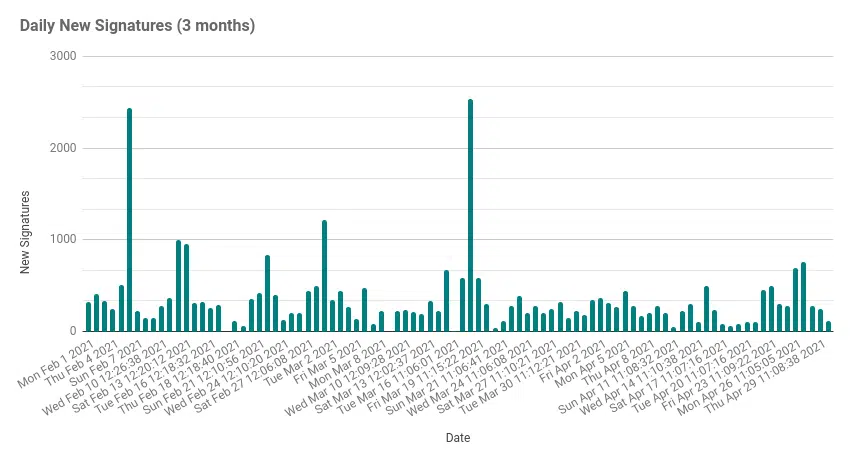 Daily New Signatures (3 months)
3000
2000
1000
0
New Signatures
Mon Feb 1 2021
Thu Feb 4 2021
Sun Feb 7 2021
Wed Feb 10 12:26:38 2021
Sat Feb 13 12:20:12 2021
Tue Feb 16 12:18:32 2021
Thu Feb 18 12:18:40 2021
Sun Feb 21 12:10:56 2021
Wed Feb 24 12:10:20 2021
Sat Feb 27 12:06:08 2021
Tue Mar 2 2021
Fri Mar 5 2021
Mon Mar 8 2021
Wed Mar 10 12:09:28 2021
Sat Mar 13 12:02:37 2021
Tue Mar 16 11:06:01 2021
Fri Mar 19 11:15:22 2021
Sun Mar 21 11:06:41 2021
Wed Mar 24 11:06:08 2021
Sat Mar 27 11:10:21 2021
Tue Mar 30 11:12:21 2021
Fri Apr 2 2021
Mon Apr 5 2021
Thu Apr 8 2021
Sun Apr 11 11:08:32 2021
Wed Apr 14 11:10:38 2021
Sat Apr 17 11:07:16 2021
Tue Apr 20 11:07:16 2021
Fri Apr 23 11:09:22 2021
Mon Apr 26 11:05:05 2021
Thu Apr 29 11:08:38 2021
Date